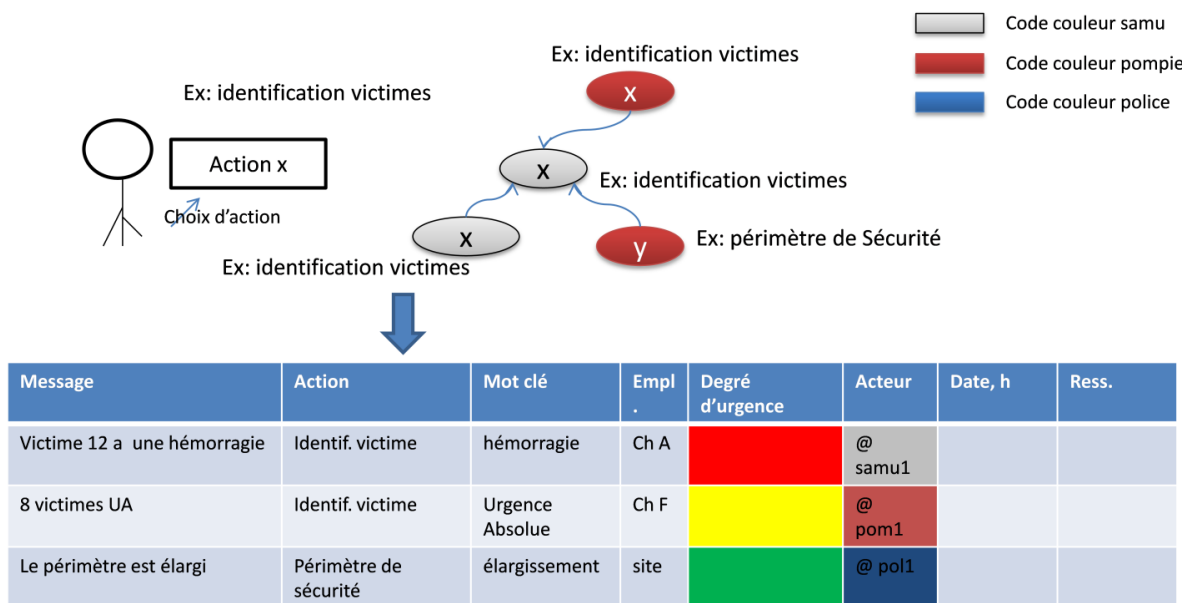 Code couleur samu
Ex: identification victimes
Code couleur pompie
x
Ex: identification victimes
Code couleur police
Action x
x
Ex: identification victimes
Choix d'action
x
y
Ex: périmètre de Sécurité
Ex: identification victimes
Message Action Mot clé Empl . Degré d'urgence Acteur Date, h Ress.
Victime 12 a une hémorragie Identif. victime hémorragie Ch A @ samu1
8 victimes UA Identif. victime Urgence Absolue Ch F @ pom1
Le périmètre est élargi Périmètre de sécurité élargissement site @ pol1